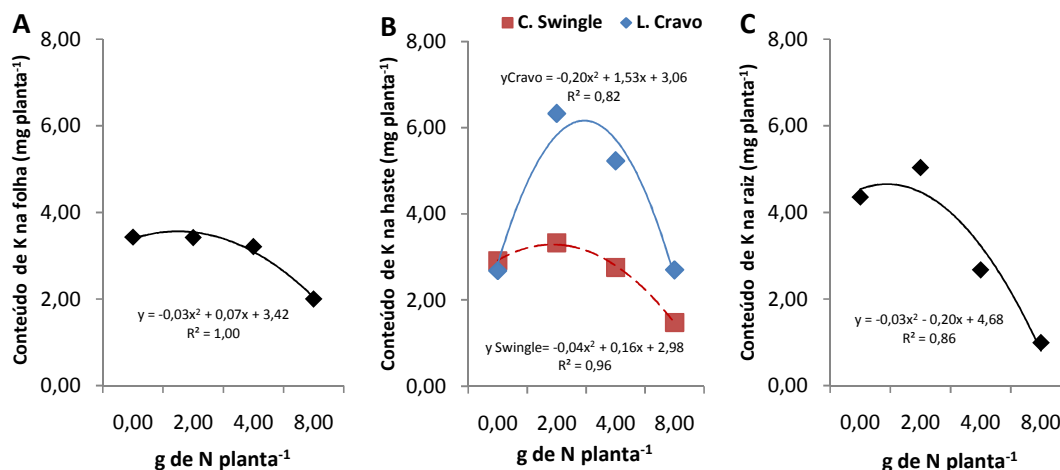 A
Conteúdo de K na folha (mg planta⁻¹)
8,00
6,00
4,00
2,00
0,00
y = -0,03x² + 0,07x + 3,42
R² = 1,00
0,00 2,00 4,00 8,00
g de N planta⁻¹
B
C. Swingle L. Cravo
Conteúdo de K na haste (mg planta⁻¹)
8,00
6,00
4,00
2,00
0,00
yCravo = -0,20x² + 1,53x + 3,06
R² = 0,82
y Swingle= -0,04x² + 0,16x + 2,98
R² = 0,96
0,00 2,00 4,00 8,00
g de N planta⁻¹
C
Conteúdo de K na raiz (mg planta⁻¹)
8,00
6,00
4,00
2,00
0,00
y = -0,03x² - 0,20x + 4,68
R² = 0,86
0,00 2,00 4,00 8,00
g de N planta⁻¹